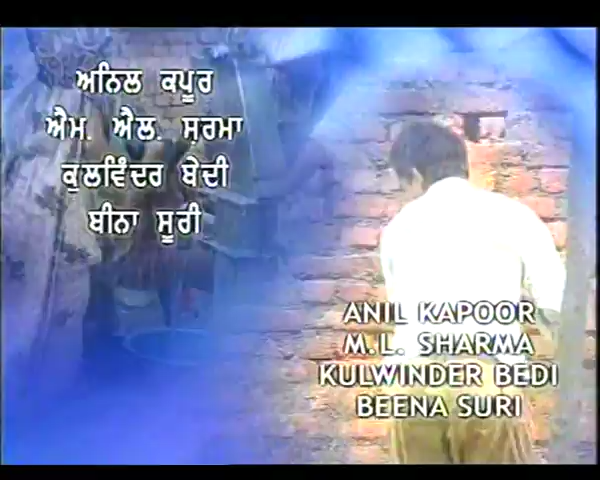 ਅਨਿਲ ਕਪੂਰ
ਐਮ. ਐਲ. ਸ਼ਰਮਾ
ਕੁਲਵਿੰਦਰ ਬੇਦੀ
ਬੀਨਾ ਸੂਰੀ
ANIL KAPOOR
M.L. SHARMA
KULWINDER BEDI
BEENA SURI